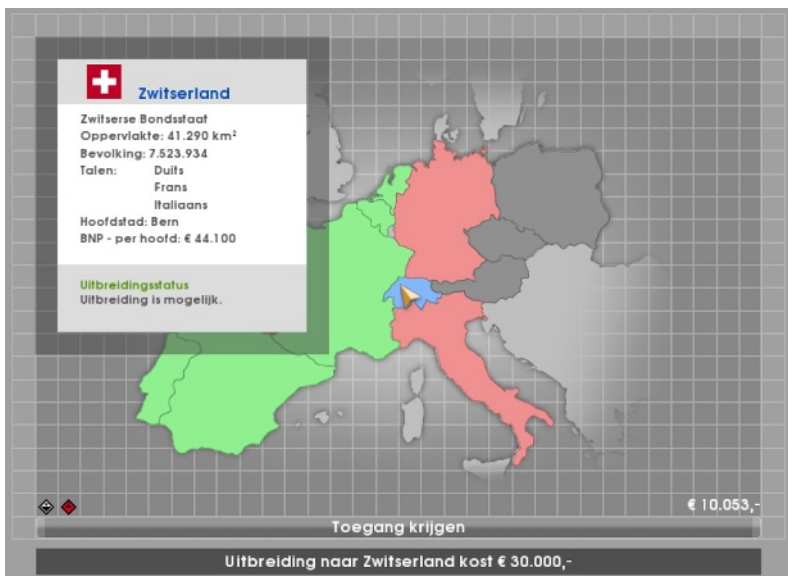 Zwitserland
Zwitserse Bondsstaat
Oppervlakte: 41.290 km²
Bevolking: 7.523.934
Talen: Duits
Frans
Italiaans
Hoofdstad: Bern
BNP - per hoofd: € 44.100
Uitbreidingsstatus
Uitbreiding is mogelijk.
€ 10.053,-
Toegang krijgen
Uitbreiding naar Zwitserland kost € 30.000,-